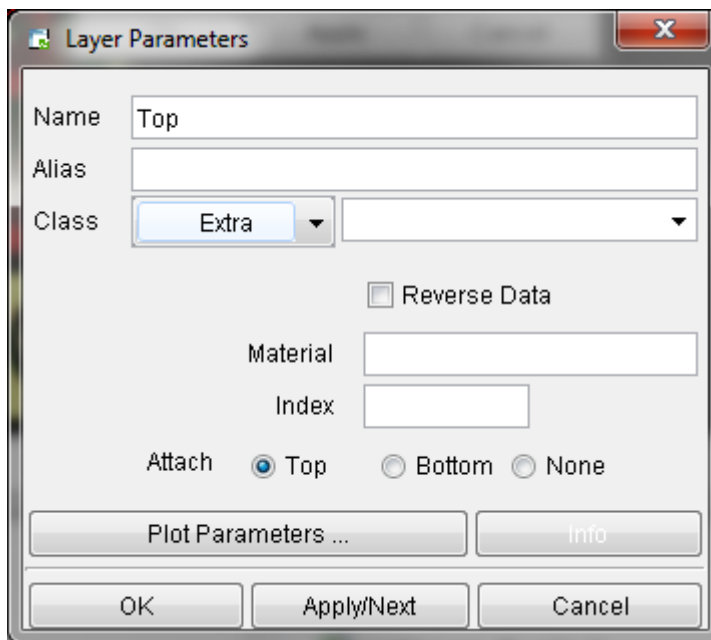 Layer Parameters
Name Top
Alias
Class Extra
Reverse Data
Material
Index
Attach Top Bottom None
Plot Parameters ... Info
OK Apply/Next Cancel